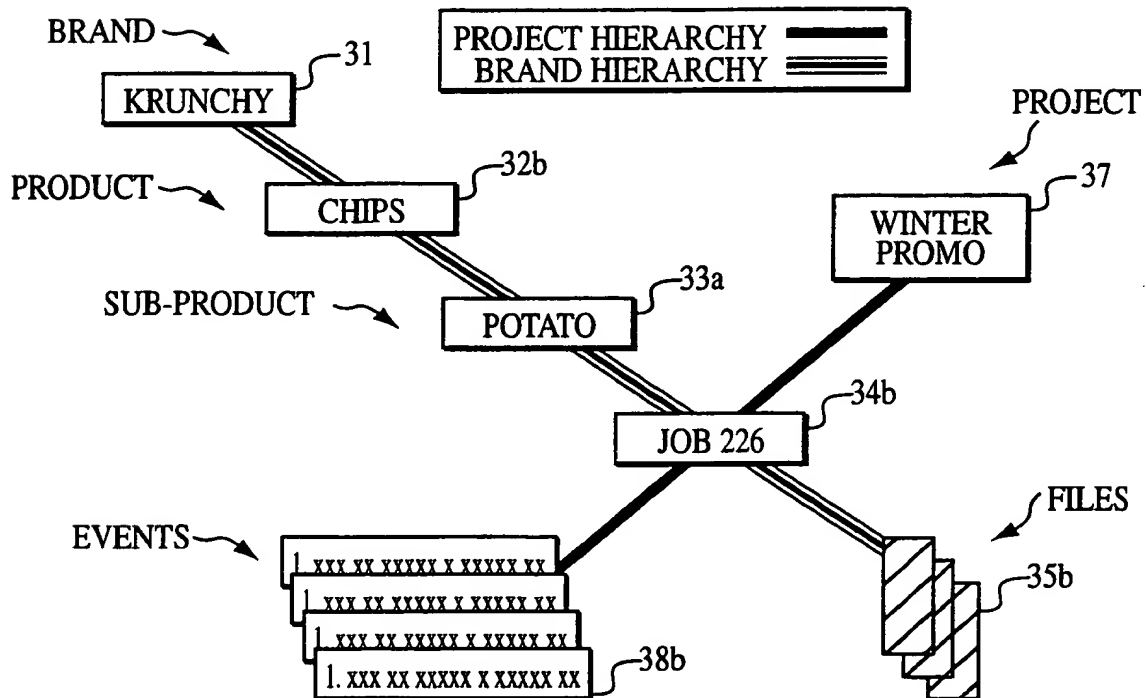 BRAND
31
KRUNCHY
PROJECT HIERARCHY
BRAND HIERARCHY
PROJECT
37
WINTER
PROMO
PRODUCT
32b
CHIPS
SUB-PRODUCT
33a
POTATO
34b
JOB 226
EVENTS
1. xxx xx xxxxx x xxxxx xx
1. xxx xx xxxxx x xxxxx xx
1. xxx xx xxxxx x xxxxx xx
1. xxx xx xxxxx x xxxxx xx
38b
FILES
35b